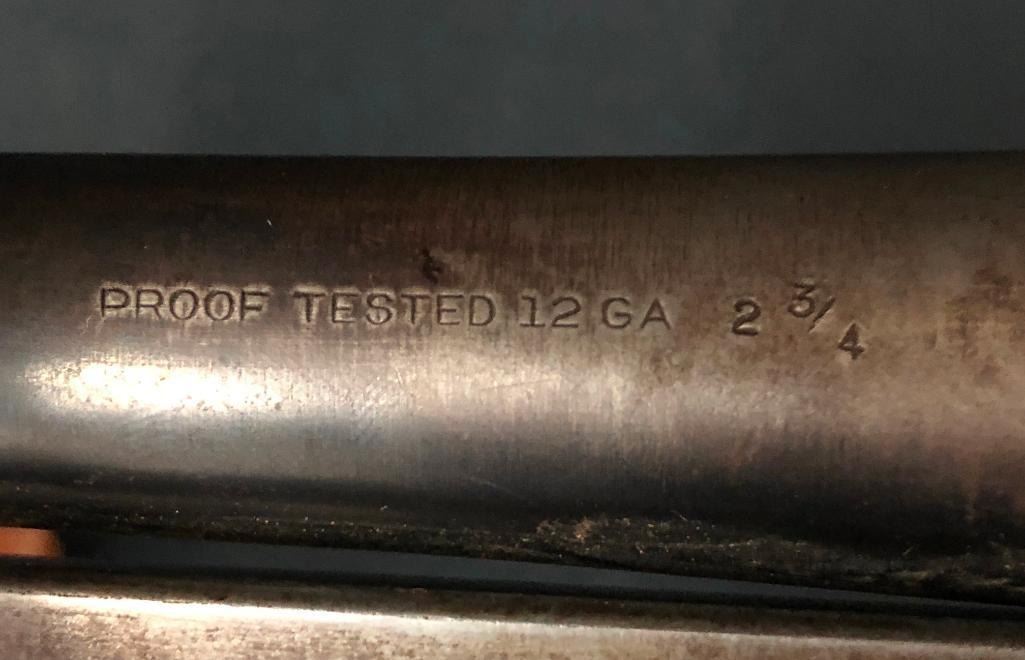 PROOF TESTED 12 GA 2 3/4